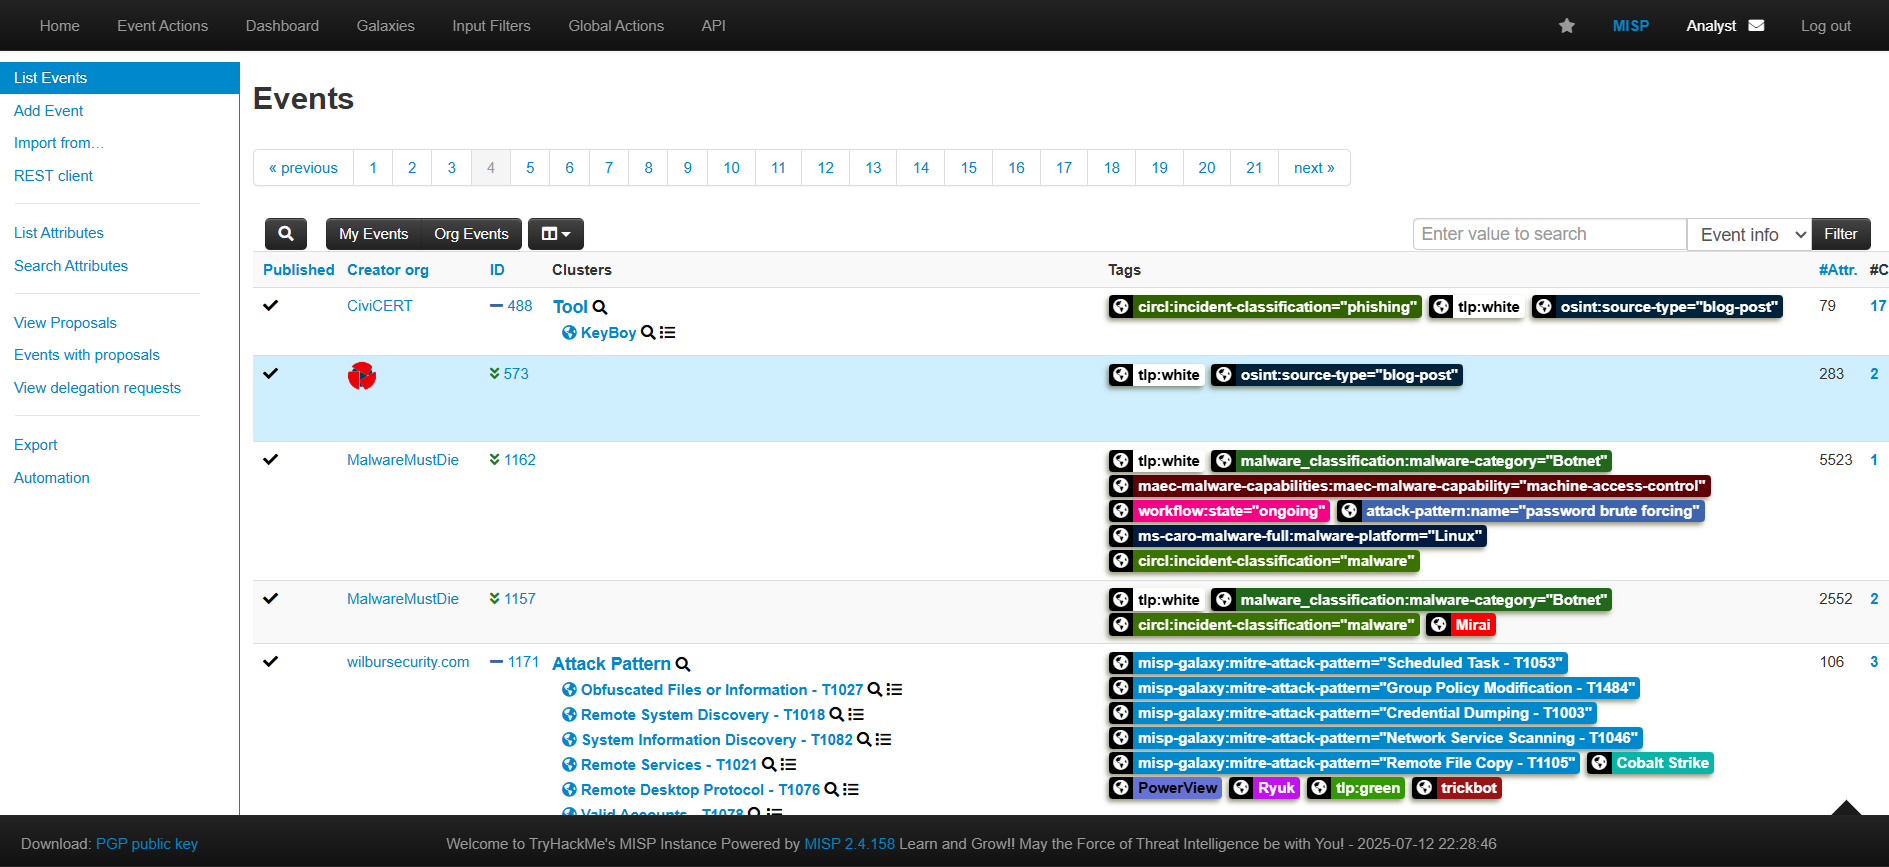 Home Event Actions Dashboard Galaxies Input Filters Global Actions API MISP Analyst Log out
List Events
Add Event
Import from...
REST client
List Attributes
Search Attributes
View Proposals
Events with proposals
View delegation requests
Export
Automation
Events
« previous 1 2 3 4 5 6 7 8 9 10 11 12 13 14 15 16 17 18 19 20 21 next »
My Events Org Events Enter value to search Event info Filter
Published Creator org ID Clusters Tags #Attr. #C
CiviCERT 488 Tool circl:incident-classification="phishing" tlp:white osint:source-type="blog-post" 79 17
KeyBoy
573 tlp:white osint:source-type="blog-post" 283 2
MalwareMustDie 1162 tlp:white malware_classification:malware-category="Botnet" 5523 1
maec-malware-capabilities:maec-malware-capability="machine-access-control"
workflow:state="ongoing" attack-pattern:name="password brute forcing"
ms-caro-malware-full:malware-platform="Linux"
circl:incident-classification="malware"
MalwareMustDie 1157 tlp:white malware_classification:malware-category="Botnet" 2552 2
circl:incident-classification="malware" Mirai
wilbursecurity.com 1171 Attack Pattern misp-galaxy:mitre-attack-pattern="Scheduled Task - T1053" 106 3
Obfuscated Files or Information - T1027 misp-galaxy:mitre-attack-pattern="Group Policy Modification - T1484"
Remote System Discovery - T1018 misp-galaxy:mitre-attack-pattern="Credential Dumping - T1003"
System Information Discovery - T1082 misp-galaxy:mitre-attack-pattern="Network Service Scanning - T1046"
Remote Services - T1021 misp-galaxy:mitre-attack-pattern="Remote File Copy - T1105" Cobalt Strike
Remote Desktop Protocol - T1076 PowerView Ryuk tlp:green trickbot
Valid Accounts - T1078
Download: PGP public key Welcome to TryHackMe's MISP Instance Powered by MISP 2.4.158 Learn and Grow!! May the Force of Threat Intelligence be with You! - 2025-07-12 22:28:46